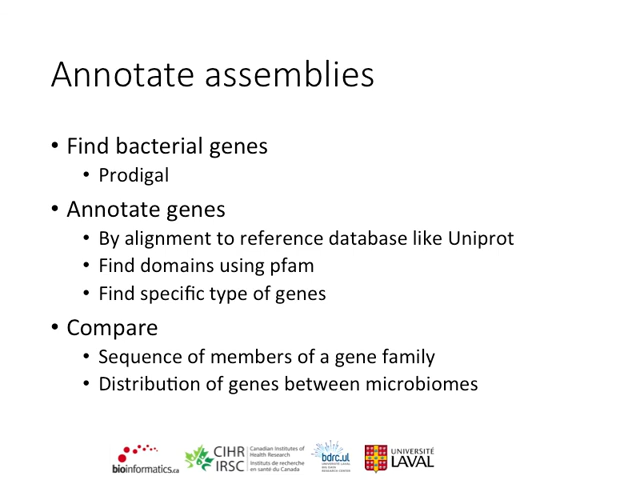 Annotate assemblies
• Find bacterial genes
• Prodigal
• Annotate genes
• By alignment to reference database like Uniprot
• Find domains using pfam
• Find specific type of genes
• Compare
• Sequence of members of a gene family
• Distribution of genes between microbiomes
bioinformatics.ca
CIHR
IRSC
Canadian Institutes of
Health Research
Instituts de recherche
en santé du Canada
bdrc.ul
UNIVERSITÉ
LAVAL